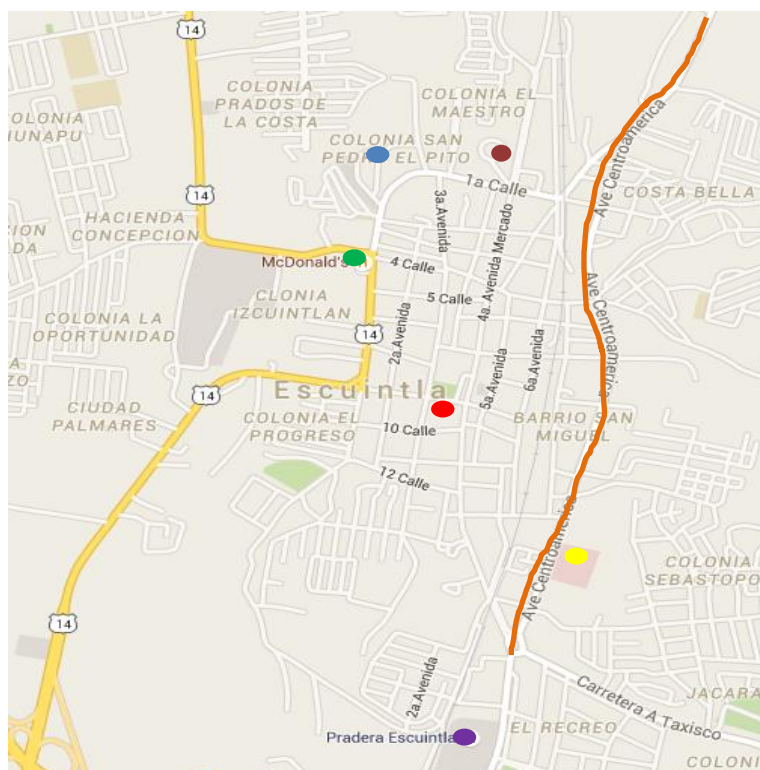 14
14
COLONIA
PRADOS DE
LA COSTA
COLONIA EL
MAESTRO
COLONIA
HUNAPU
COLONIA SAN
PEDRO EL PITO
Ave Centroamerica
1a Calle
COSTA BELLA
14
3a.Avenida
4a. Avenida Mercado
HACIENDA
CONCEPCION
McDonald's
4 Calle
Ave Centroamerica
CLONIA
IZCUINTLAN
5 Calle
COLONIA LA
OPORTUNIDAD
14
2a.Avenida
6a.Avenida
5a.Avenida
Escuintla
14
CIUDAD
PALMARES
COLONIA EL
PROGRESO
10 Calle
BARRIO SAN
MIGUEL
12 Calle
Ave Centroamerica
COLONIA
SEBASTOPO
14
2a.Avenida
Carretera A Taxisco
JACARA
EL RECREO
Pradera Escuintla
COLONI